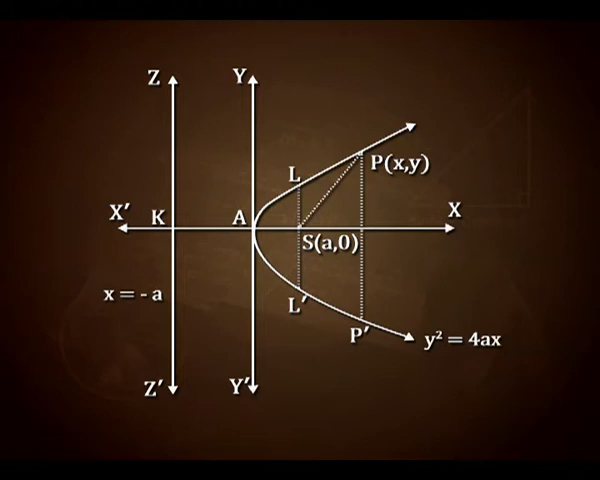 Z
Y
L
P(x,y)
X′
K
A
X
S(a,0)
x = - a
L′
P′
y² = 4ax
Z′
Y′